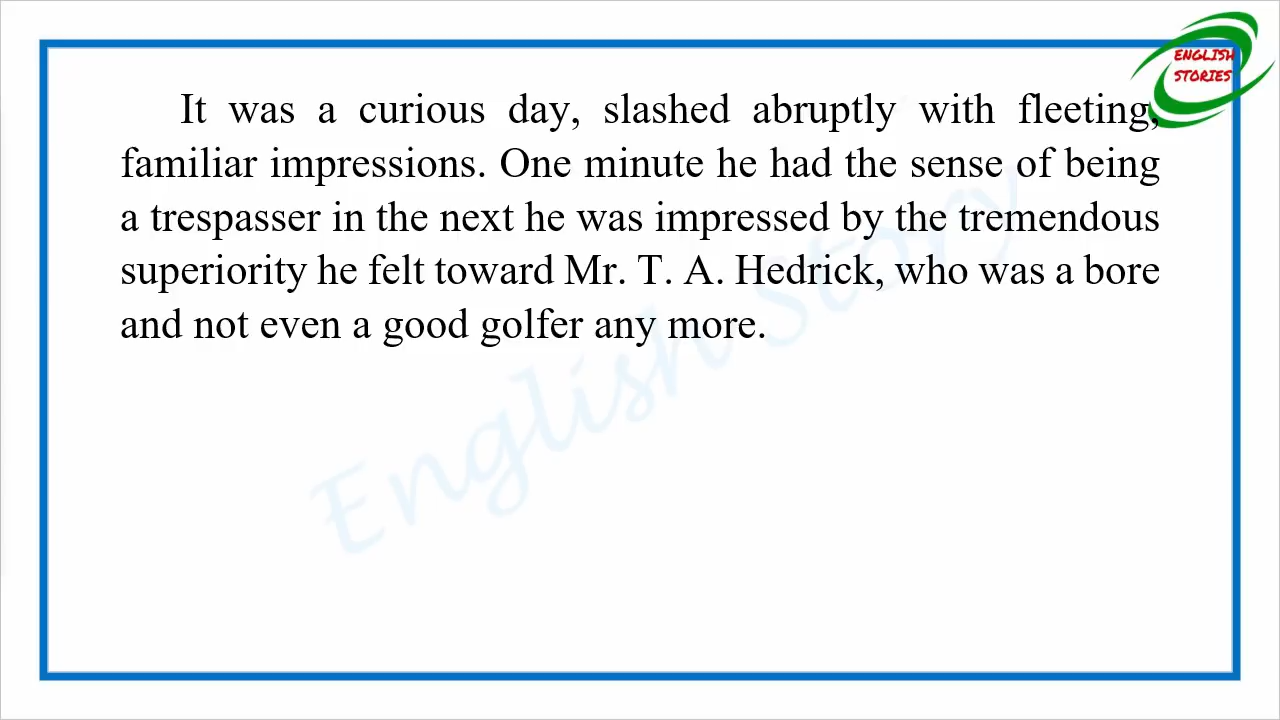 ENGLISH
STORIES
It was a curious day, slashed abruptly with fleeting,
familiar impressions. One minute he had the sense of being
a trespasser in the next he was impressed by the tremendous
superiority he felt toward Mr. T. A. Hedrick, who was a bore
and not even a good golfer any more.
English Story